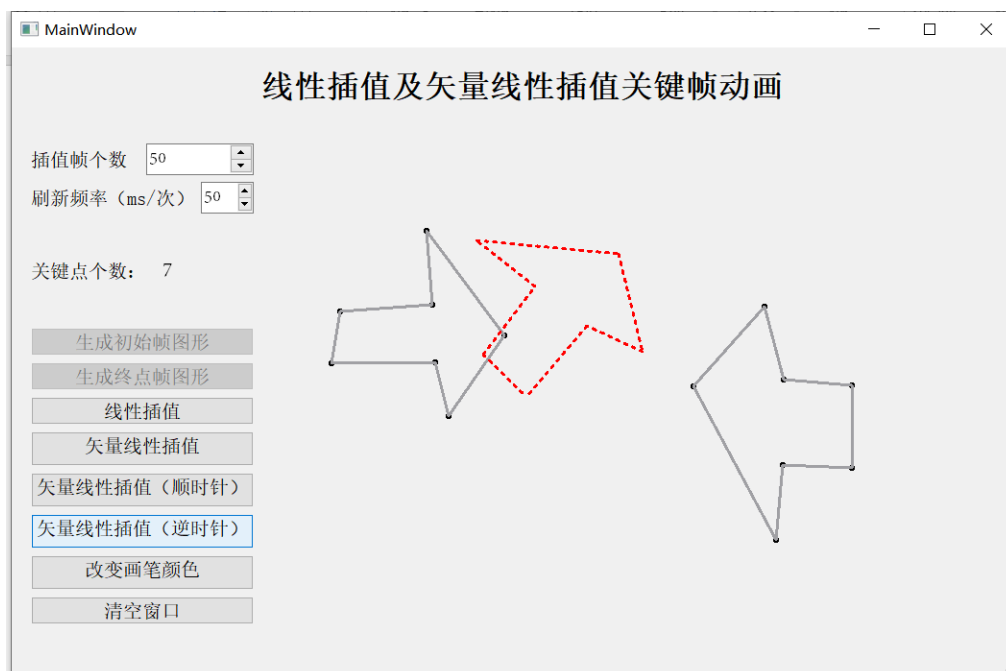 MainWindow
线性插值及矢量线性插值关键帧动画
插值帧个数 50
刷新频率（ms/次） 50
关键点个数： 7
生成初始帧图形
生成终点帧图形
线性插值
矢量线性插值
矢量线性插值（顺时针）
矢量线性插值（逆时针）
改变画笔颜色
清空窗口